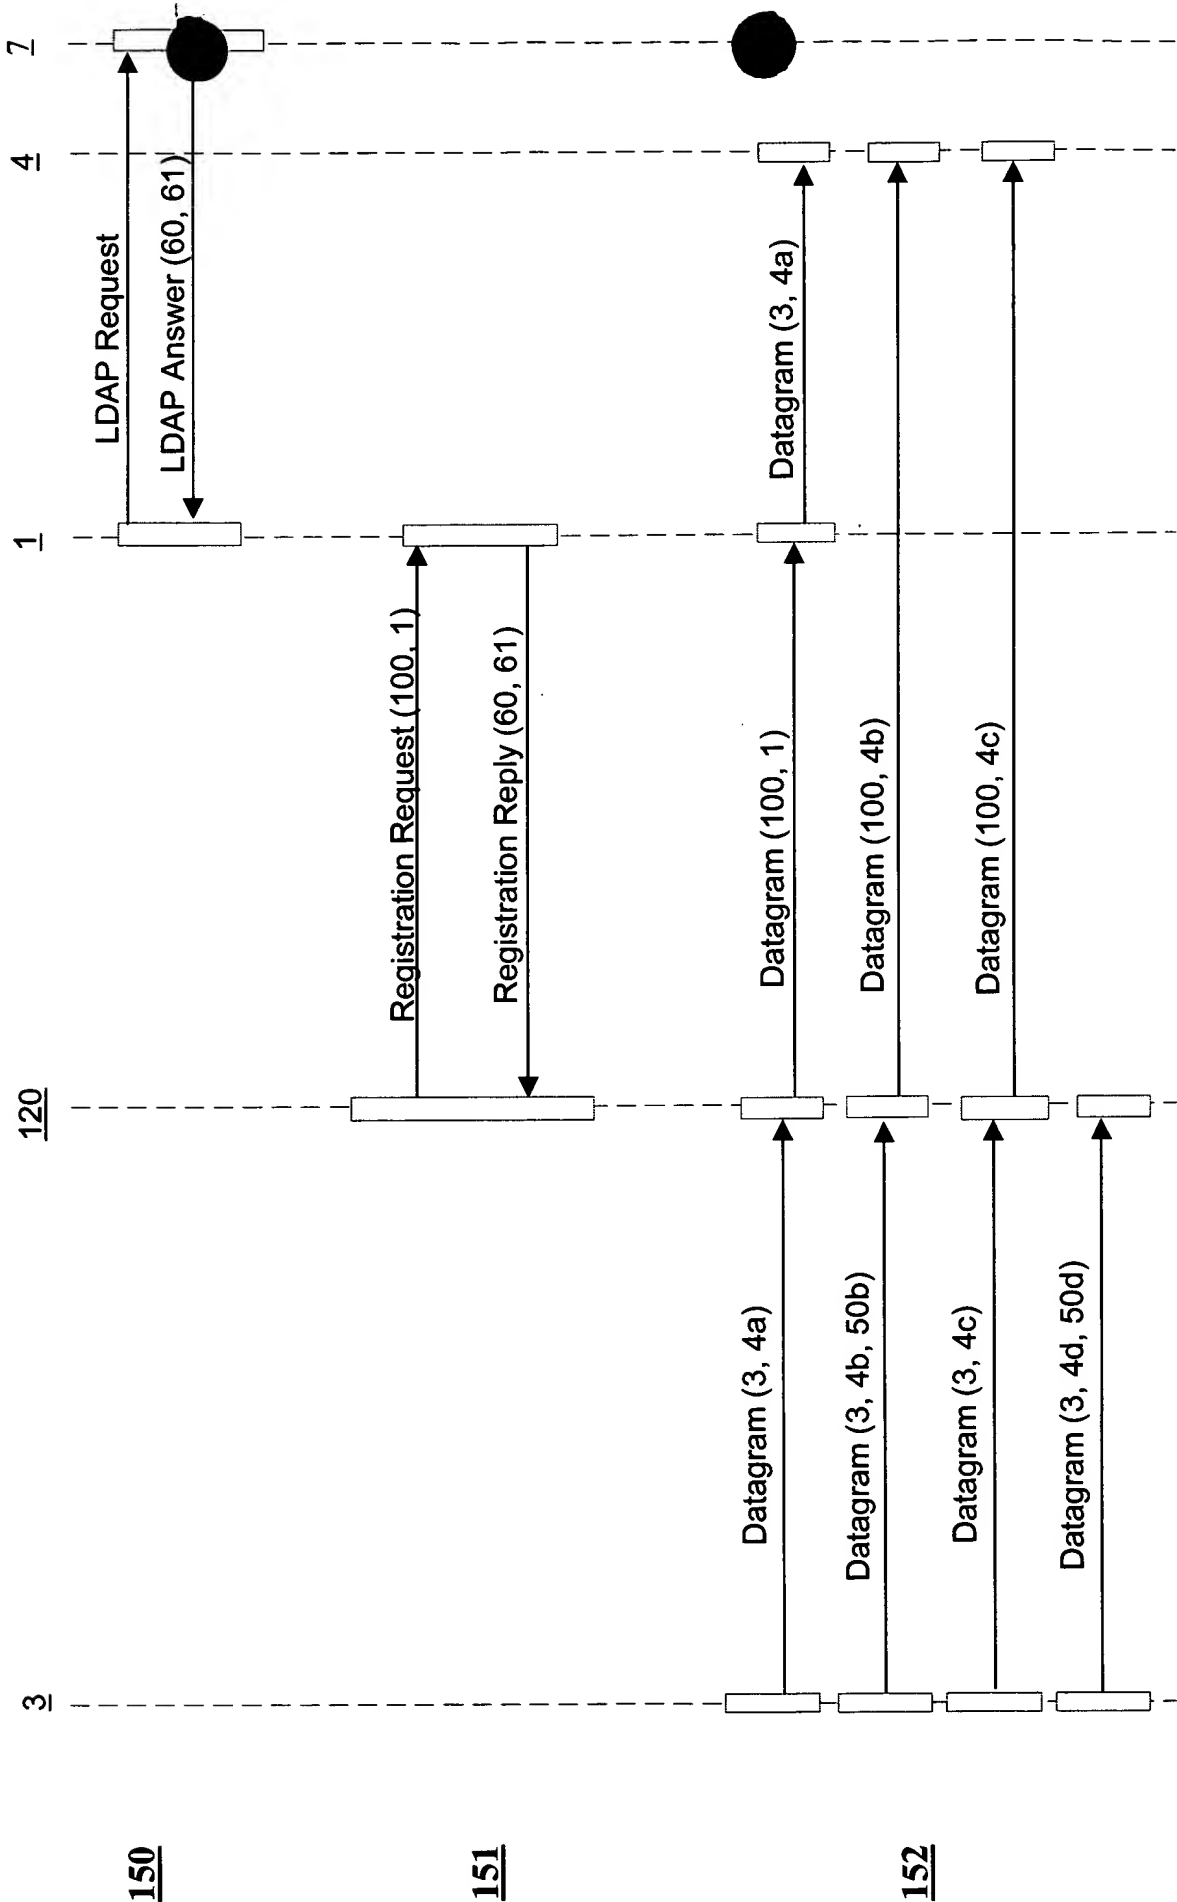 3
120
1
4
7
150
LDAP Request
LDAP Answer (60, 61)
151
Registration Request (100, 1)
Registration Reply (60, 61)
152
Datagram (3, 4a)
Datagram (100, 1)
Datagram (3, 4a)
Datagram (3, 4b, 50b)
Datagram (100, 4b)
Datagram (3, 4c)
Datagram (100, 4c)
Datagram (3, 4d, 50d)